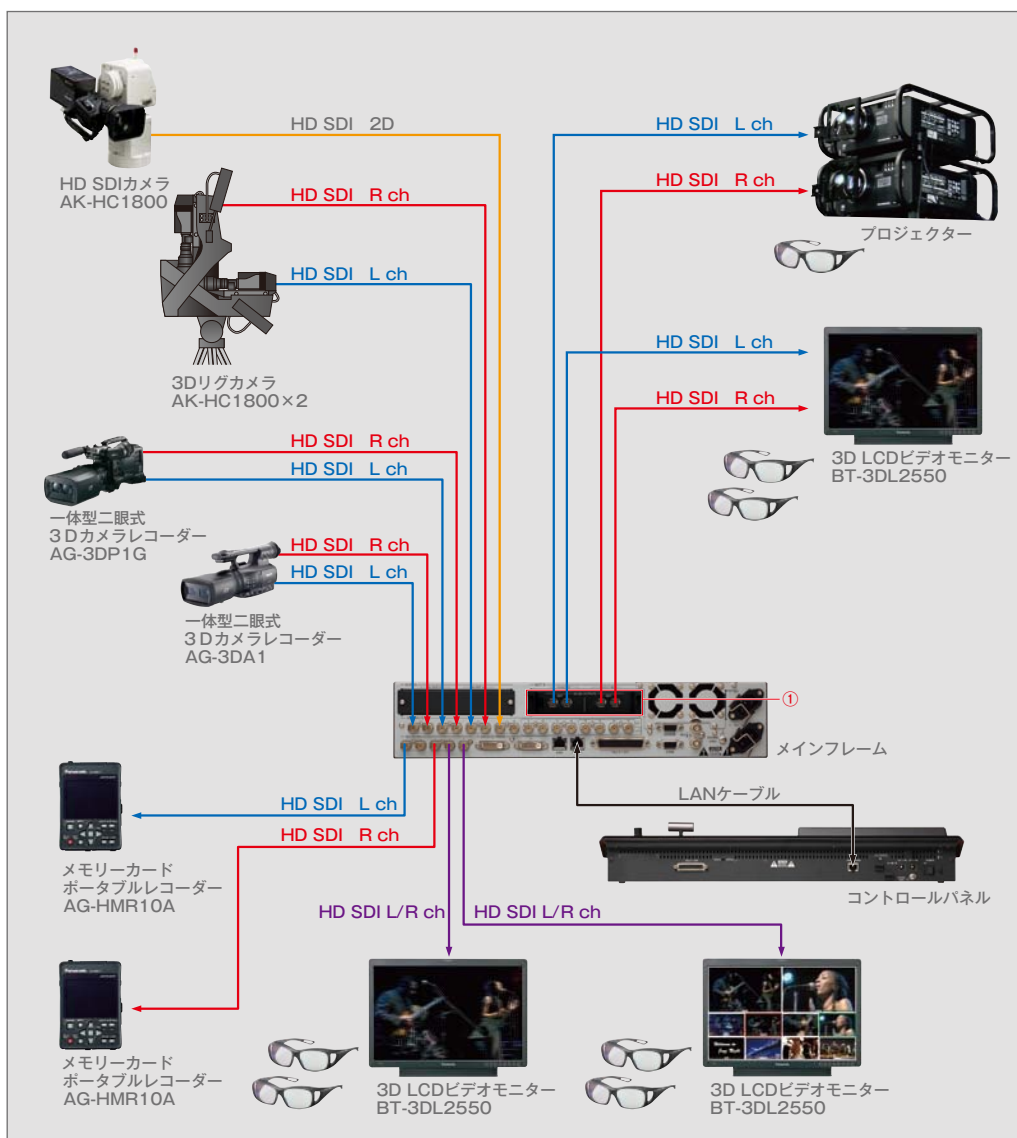 HD SDI 2D
HD SDIカメラ
AK-HC1800
HD SDI R ch
HD SDI L ch
3Dリグカメラ
AK-HC1800×2
HD SDI R ch
HD SDI L ch
一体型二眼式
3Dカメラレコーダー
AG-3DP1G
HD SDI R ch
HD SDI L ch
一体型二眼式
3Dカメラレコーダー
AG-3DA1
HD SDI L ch
HD SDI R ch
プロジェクター
HD SDI L ch
HD SDI R ch
3D LCDビデオモニター
BT-3DL2550
①
メインフレーム
LANケーブル
コントロールパネル
HD SDI L ch
メモリーカード
ポータブルレコーダー
AG-HMR10A
HD SDI R ch
メモリーカード
ポータブルレコーダー
AG-HMR10A
HD SDI L/R ch
HD SDI L/R ch
3D LCDビデオモニター
BT-3DL2550
3D LCDビデオモニター
BT-3DL2550